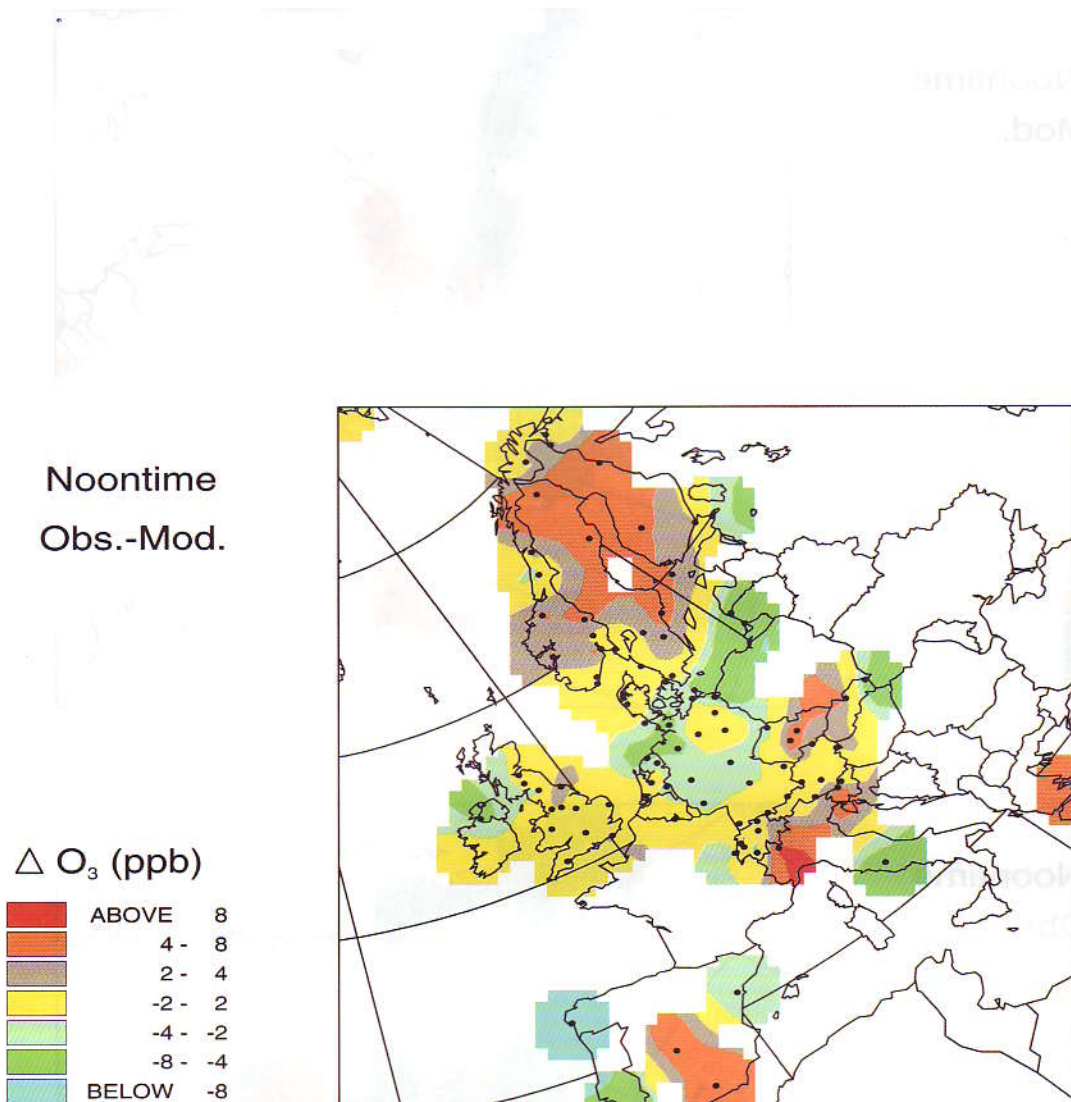 Noontime
Obs.-Mod.
△ O₃ (ppb)
ABOVE 8
4 - 8
2 - 4
-2 - 2
-4 - -2
-8 - -4
BELOW -8